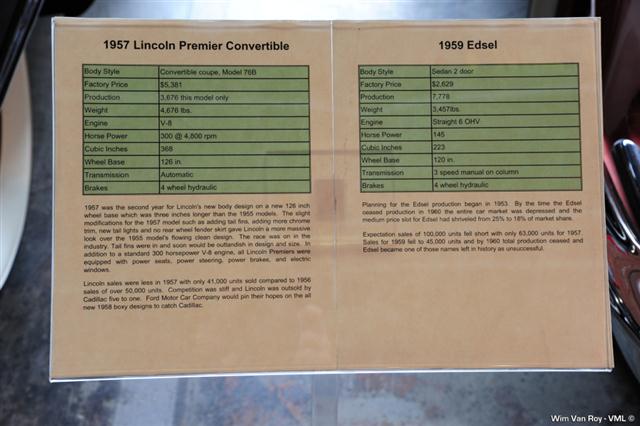 1957 Lincoln Premier Convertible
Body Style Convertible coupe, Model 76B
Factory Price $5,381
Production 3,676 this model only
Weight 4,676 lbs.
Engine V-8
Horse Power 300 @ 4,800 rpm
Cubic Inches 368
Wheel Base 126 in.
Transmission Automatic
Brakes 4 wheel hydraulic
1957 was the second year for Lincoln's new body design on a new 126 inch
wheel base which was three inches longer than the 1955 models. The slight
modifications for the 1957 model such as adding tail fins, adding more chrome
trim, new tail lights and no rear wheel fender skirt gave Lincoln a more massive
look over the 1955 model's flowing clean design. The race was on in the
industry. Tail fins were in and soon would be outlandish in design and size. In
addition to a standard 300 horsepower V-8 engine, all Lincoln Premiers were
equipped with power seats, power steering, power brakes, and electric
windows.
Lincoln sales were less in 1957 with only 41,000 units sold compared to 1956
sales of over 50,000 units. Competition was stiff and Lincoln was outsold by
Cadillac five to one. Ford Motor Car Company would pin their hopes on the all
new 1958 boxy designs to catch Cadillac.
1959 Edsel
Body Style Sedan 2 door
Factory Price $2,629
Production 7,778
Weight 3,457lbs.
Engine Straight 6 OHV
Horse Power 145
Cubic Inches 223
Wheel Base 120 in.
Transmission 3 speed manual on column
Brakes 4 wheel hydraulic
Planning for the Edsel production began in 1953. By the time the Edsel
ceased production in 1960 the entire car market was depressed and the
medium price slot for Edsel had shriveled from 25% to 18% of market share.
Expectation sales of 100,000 units fell short with only 63,000 units for 1957.
Sales for 1959 fell to 45,000 units and by 1960 total production ceased and
Edsel became one of those names left in history as unsuccessful.
Wim Van Roy - VML ©